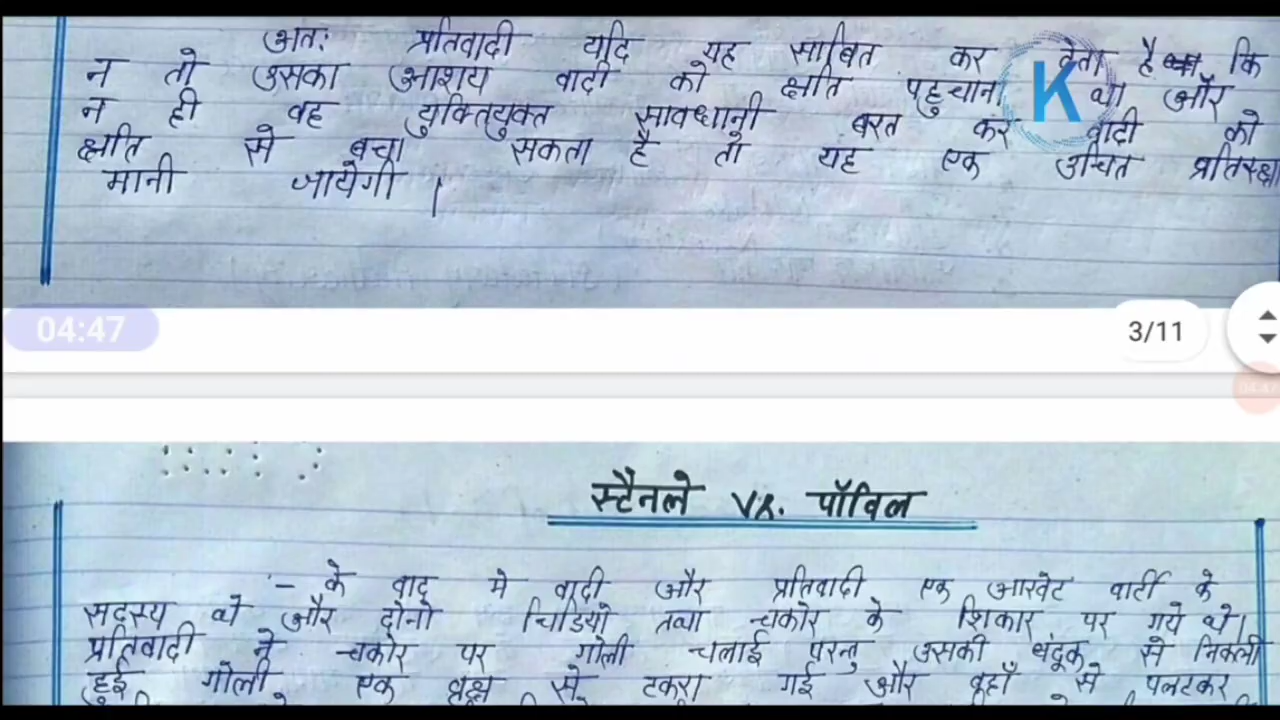 अतः प्रतिवादी यदि यह साबित कर देता है कि
न तो उसका आशय वादी को क्षति पहुचाना था और
न ही वह युक्तियुक्त सावधानी बरत कर वादी को
क्षति से बचा सकता है तो यह एक उचित प्रतिरक्षा
मानी जायेगी।
K
04:47
3/11
04:47
स्टैनले VS. पॉविल
:- के वाद मे वादी और प्रतिवादी एक आखेट पार्टी के
सदस्य थे और दोनो चिडियो तथा चकोर के शिकार पर गये थे।
प्रतिवादी ने चकोर पर गोली चलाई परन्तु उसकी बंदूक से निकली
हुई गोली एक वृक्ष से टकरा गई और वहाँ से पलटकर